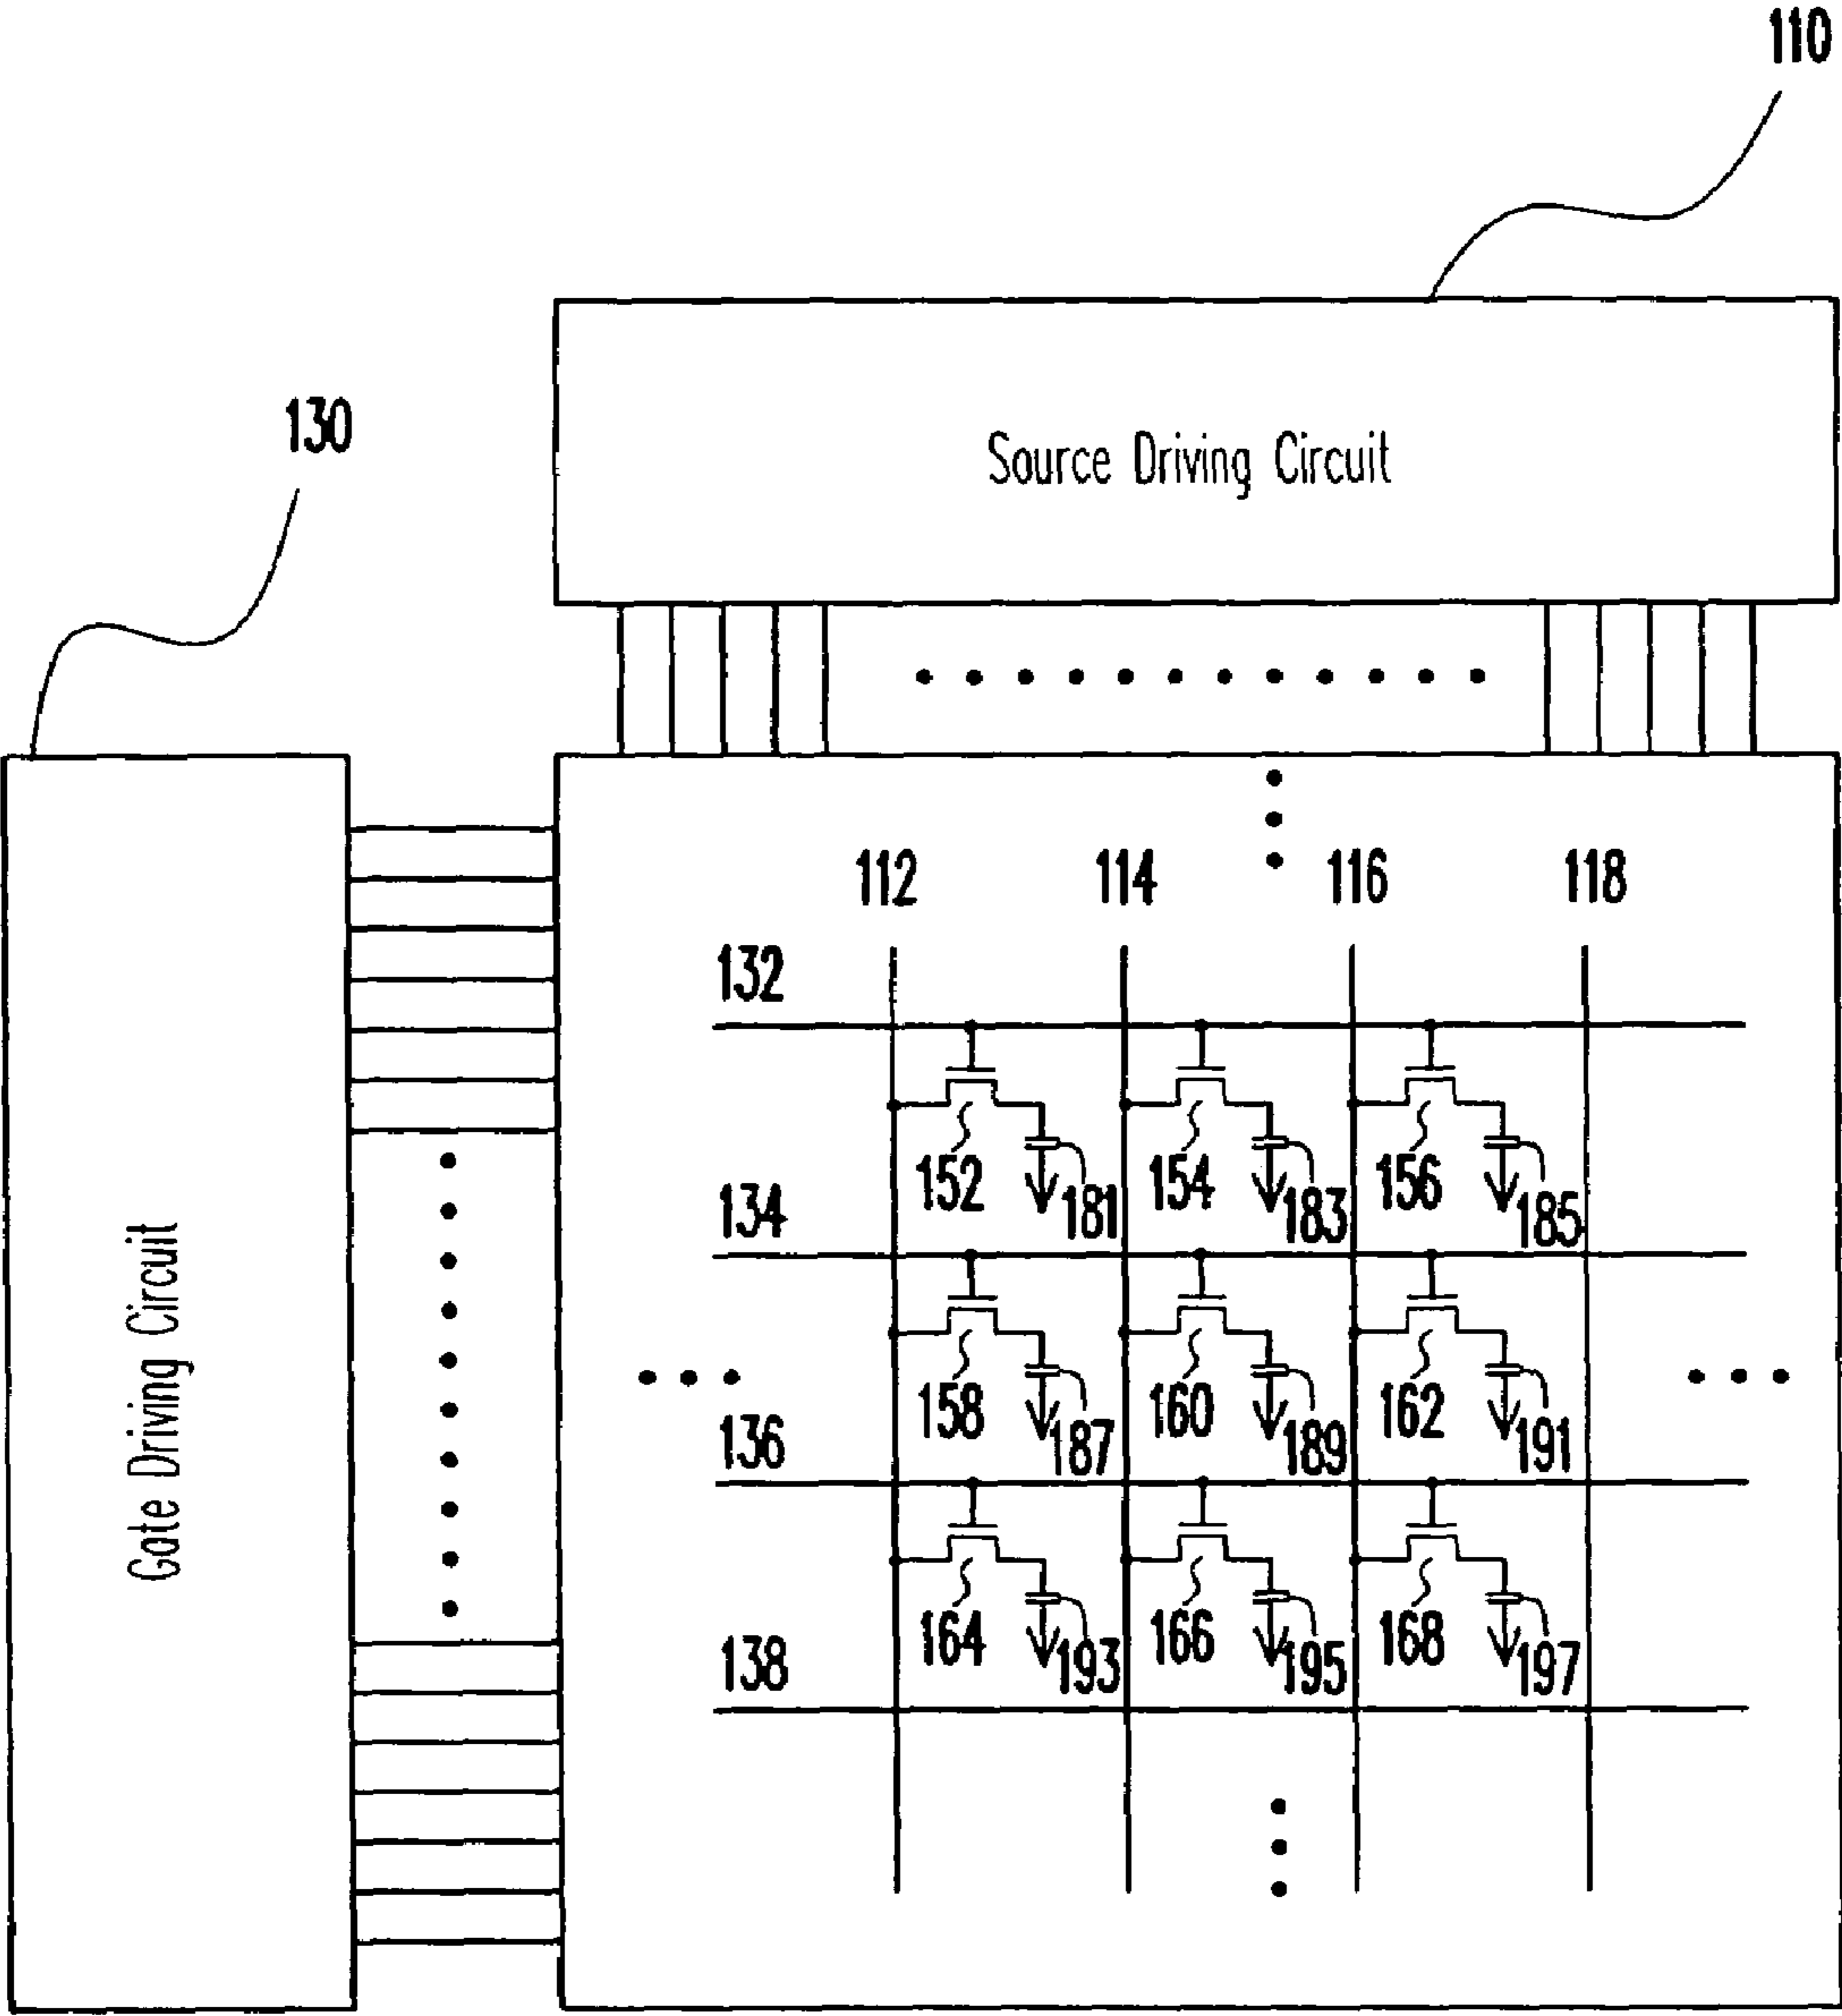 110
130
Source Driving Circuit
112 114 116 118
132
152 181 154 183 156 185
134
Gate Driving Circuit
158 187 160 189 162 191
136
164 193 166 195 168 197
138